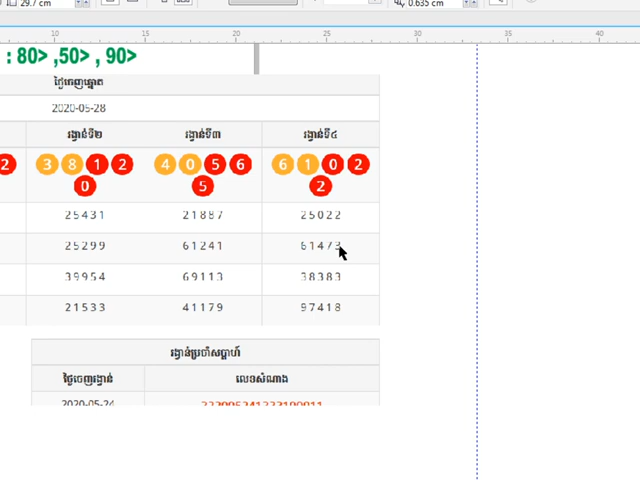 29.7 cm 0.635 cm
10 15 20 25 30 35 40
: 80> ,50> , 90>
ថ្ងៃចេញឆ្នោត
2020-05-28
រង្វាន់ទី២ រង្វាន់ទី៣ រង្វាន់ទី៤
2 3 8 1 2 4 0 5 6 6 1 0 2
0 5 2
25431 21887 25022
25299 61241 61473
39954 69113 38383
21533 41179 97418
រង្វាន់ប្រចាំសប្តាហ៍
ថ្ងៃចេញរង្វាន់ លេខសំណាង
2020-05-24